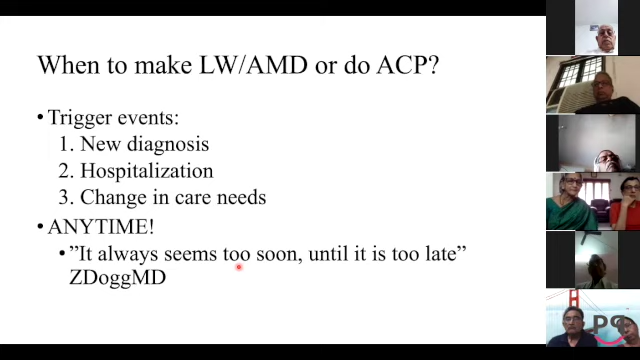 When to make LW/AMD or do ACP?
• Trigger events:
1. New diagnosis
2. Hospitalization
3. Change in care needs
• ANYTIME!
• ”It always seems too soon, until it is too late”
ZDoggMD